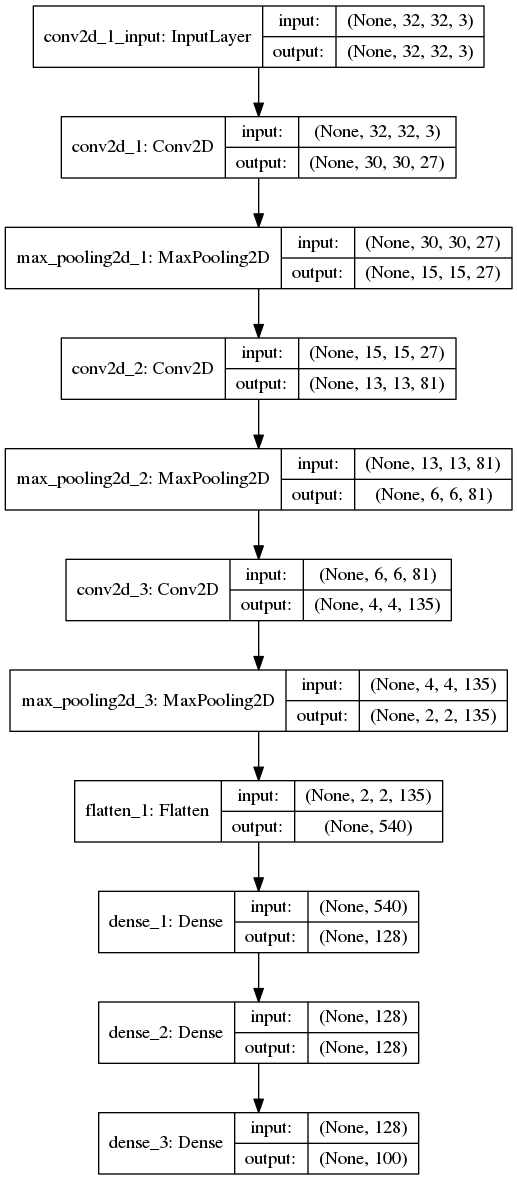 conv2d_1_input: InputLayer
input: (None, 32, 32, 3)
output: (None, 32, 32, 3)
conv2d_1: Conv2D
input: (None, 32, 32, 3)
output: (None, 30, 30, 27)
max_pooling2d_1: MaxPooling2D
input: (None, 30, 30, 27)
output: (None, 15, 15, 27)
conv2d_2: Conv2D
input: (None, 15, 15, 27)
output: (None, 13, 13, 81)
max_pooling2d_2: MaxPooling2D
input: (None, 13, 13, 81)
output: (None, 6, 6, 81)
conv2d_3: Conv2D
input: (None, 6, 6, 81)
output: (None, 4, 4, 135)
max_pooling2d_3: MaxPooling2D
input: (None, 4, 4, 135)
output: (None, 2, 2, 135)
flatten_1: Flatten
input: (None, 2, 2, 135)
output: (None, 540)
dense_1: Dense
input: (None, 540)
output: (None, 128)
dense_2: Dense
input: (None, 128)
output: (None, 128)
dense_3: Dense
input: (None, 128)
output: (None, 100)